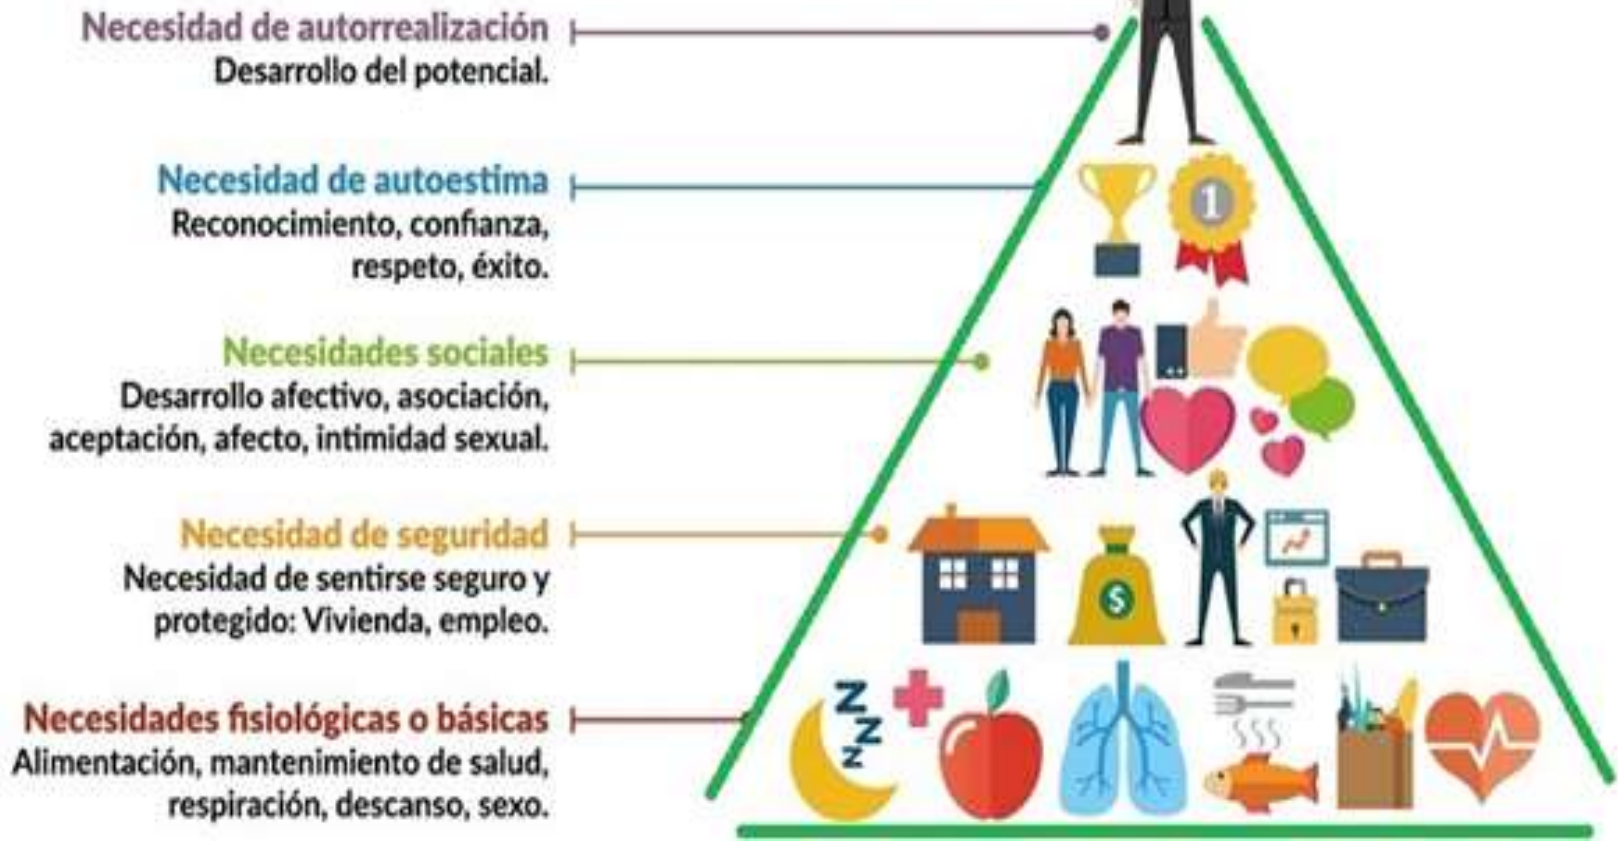 Necesidad de autorrealización
Desarrollo del potencial.
Necesidad de autoestima
Reconocimiento, confianza,
respeto, éxito.
1
Necesidades sociales
Desarrollo afectivo, asociación,
aceptación, afecto, intimidad sexual.
Necesidad de seguridad
Necesidad de sentirse seguro y
protegido: Vivienda, empleo.
$
Necesidades fisiológicas o básicas
Alimentación, mantenimiento de salud,
respiración, descanso, sexo.
Z
Z
Z